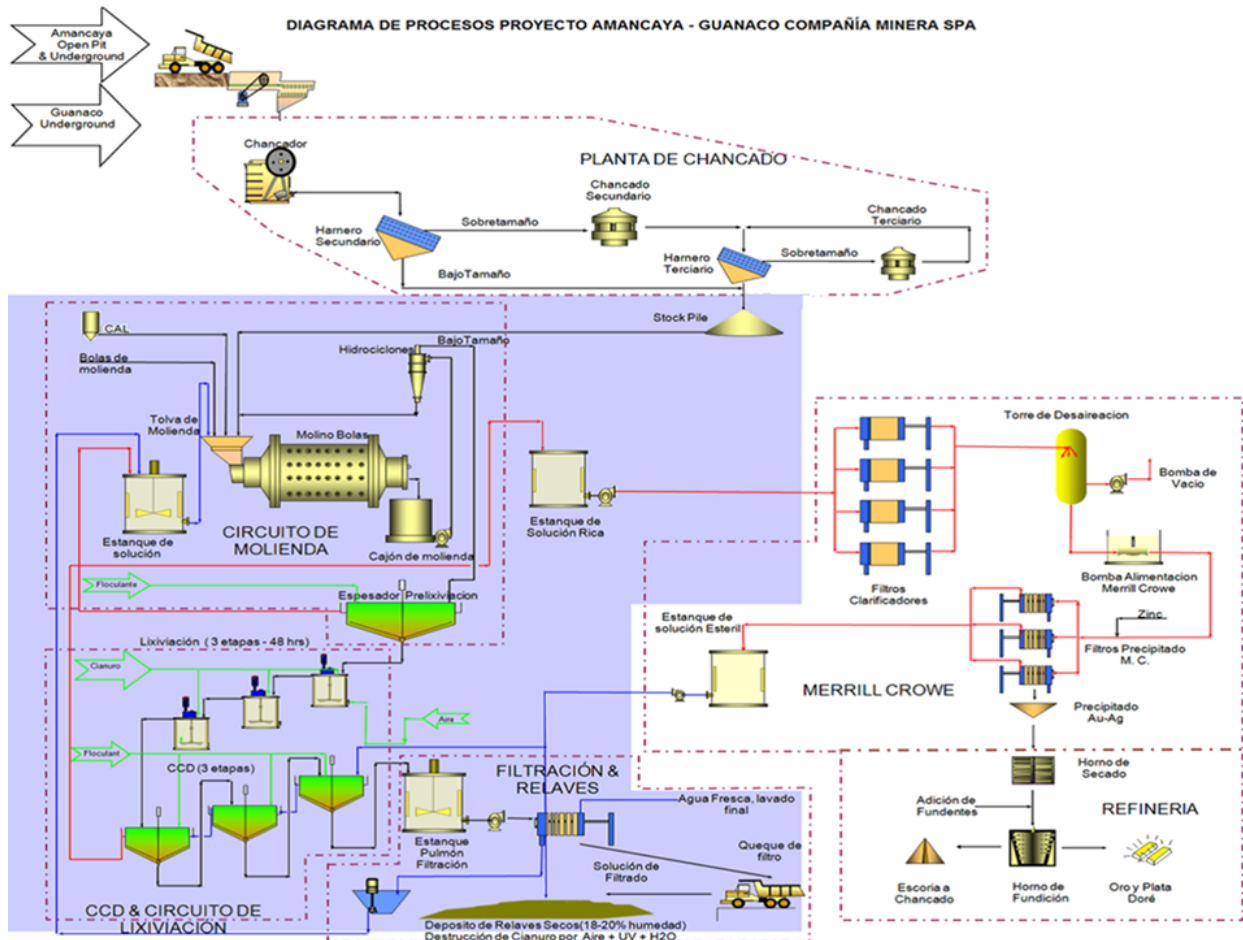 DIAGRAMA DE PROCESOS PROYECTO AMANCAYA - GUANACO COMPAÑÍA MINERA SPA
Amancaya
Open Pit
& Underground
Guanaco
Underground
Chancador
PLANTA DE CHANCADO
Chancado
Secundario
Chancado
Terciario
Harnero
Secundario
Sobretamaño
Harnero
Terciario
Sobretamaño
BajoTamaño
Stock Pile
CAL
Bolas de
molienda
Hidrociclones
BajoTamaño
Tolva de
Molienda
Molino Bolas
Estanque de
solución
CIRCUITO DE
MOLIENDA
Cajón de molienda
Estanque de
Solución Rica
Floculante
Espesador Prelixiviacion
Torre de Desaireacion
Bomba de
Vacio
Filtros
Clarificadores
Bomba Alimentacion
Merrill Crowe
Zinc
Filtros Precipitado
M. C.
Estanque de
solución Esteril
MERRILL CROWE
Precipitado
Au-Ag
Lixiviación ( 3 etapas - 48 hrs)
Cianuro
Aire
Floculant
CCD (3 etapas)
CCD & CIRCUITO DE
LIXIVIACIÓN
FILTRACIÓN &
RELAVES
Estanque
Pulmón
Filtración
Agua Fresca, lavado
final
Solución de
Filtrado
Queque de
filtro
Deposito de Relaves Secos(18-20% humedad)
Destrucción de Cianuro por Aire + UV + H2O
Horno de
Secado
Adición de
Fundentes
REFINERIA
Escoria a
Chancado
Horno de
Fundición
Oro y Plata
Doré